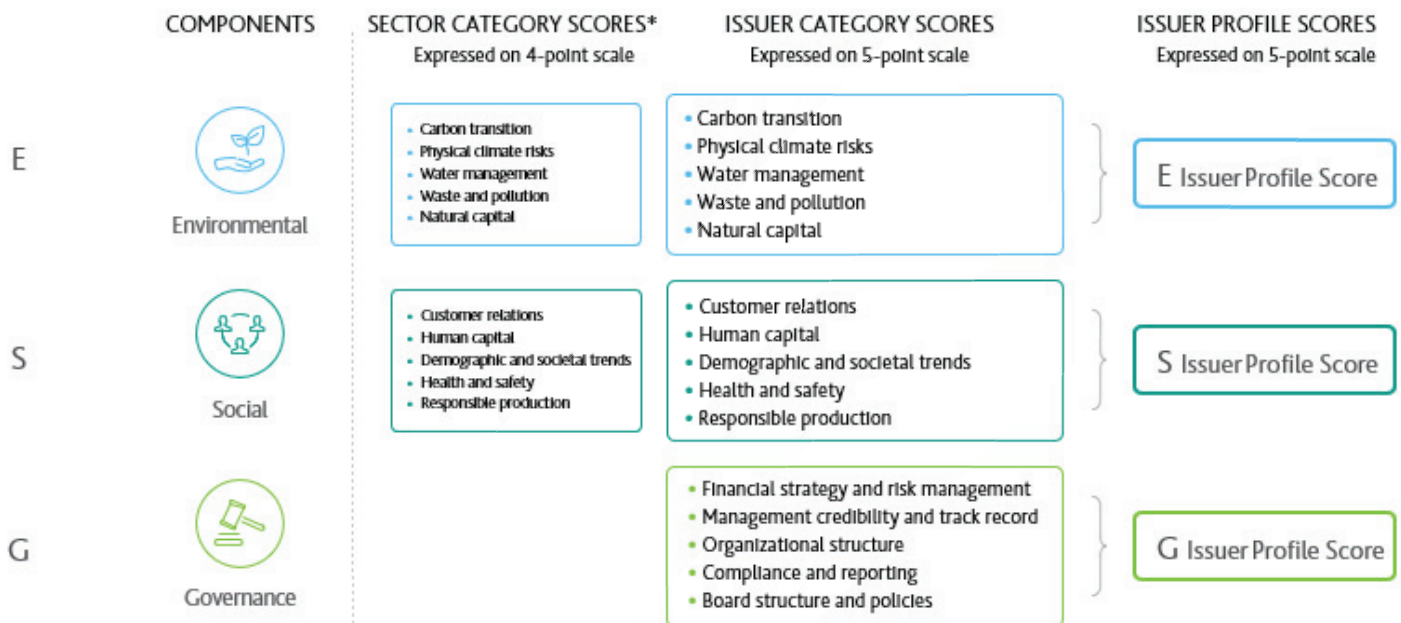 COMPONENTS
SECTOR CATEGORY SCORES*
Expressed on 4-point scale
ISSUER CATEGORY SCORES
Expressed on 5-point scale
ISSUER PROFILE SCORES
Expressed on 5-point scale
E
Environmental
• Carbon transition
• Physical climate risks
• Water management
• Waste and pollution
• Natural capital
• Carbon transition
• Physical climate risks
• Water management
• Waste and pollution
• Natural capital
E Issuer Profile Score
S
Social
• Customer relations
• Human capital
• Demographic and societal trends
• Health and safety
• Responsible production
• Customer relations
• Human capital
• Demographic and societal trends
• Health and safety
• Responsible production
S Issuer Profile Score
G
Governance
• Financial strategy and risk management
• Management credibility and track record
• Organizational structure
• Compliance and reporting
• Board structure and policies
G Issuer Profile Score